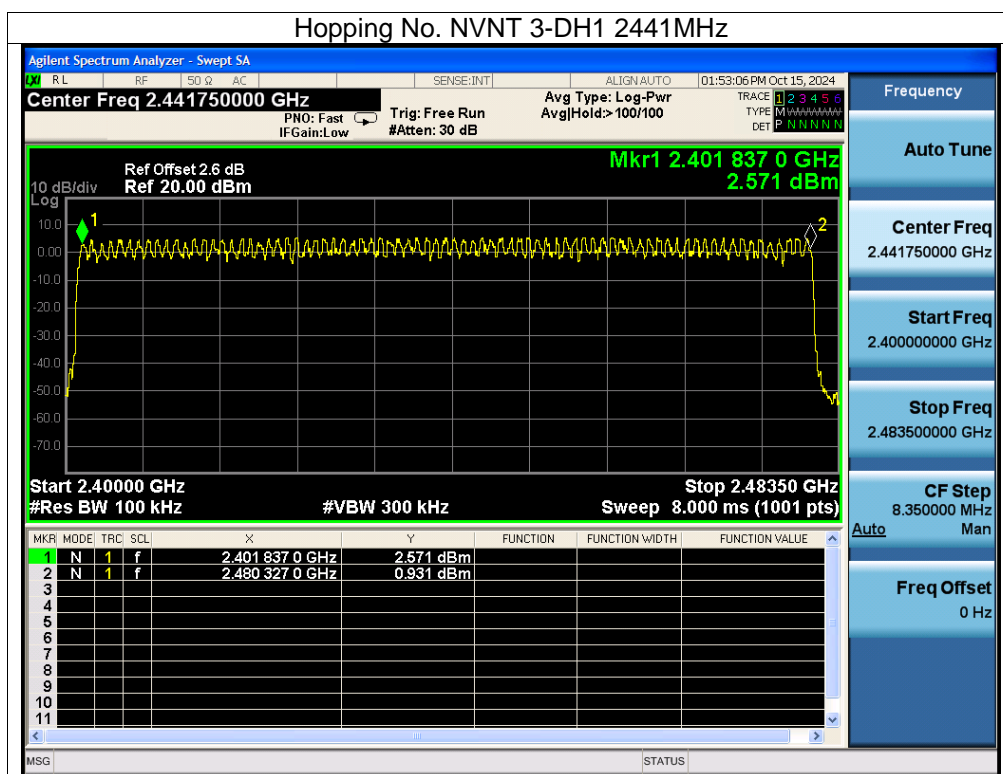 Hopping No. NVNT 3-DH1 2441MHz
Agilent Spectrum Analyzer - Swept SA
LXI RL RF 50 Ω AC SENSE:INT ALIGN AUTO 01:53:06 PM Oct 15, 2024
Center Freq 2.441750000 GHz
PNO: Fast
IFGain:Low
Trig: Free Run
#Atten: 30 dB
Avg Type: Log-Pwr
Avg|Hold:>100/100
TRACE 1 2 3 4 5 6
TYPE M
DET P N N N N N
Mkr1 2.401 837 0 GHz
2.571 dBm
Ref Offset 2.6 dB
10 dB/div Ref 20.00 dBm
Log
1
2
10.0
0.00
-10.0
-20.0
-30.0
-40.0
-50.0
-60.0
-70.0
Start 2.40000 GHz Stop 2.48350 GHz
#Res BW 100 kHz #VBW 300 kHz Sweep 8.000 ms (1001 pts)
MKR MODE TRC SCL X Y FUNCTION FUNCTION WIDTH FUNCTION VALUE
1 N 1 f 2.401 837 0 GHz 2.571 dBm
2 N 1 f 2.480 327 0 GHz 0.931 dBm
3
4
5
6
7
8
9
10
11
MSG STATUS
Frequency
Auto Tune
Center Freq
2.441750000 GHz
Start Freq
2.400000000 GHz
Stop Freq
2.483500000 GHz
CF Step
8.350000 MHz
Auto Man
Freq Offset
0 Hz